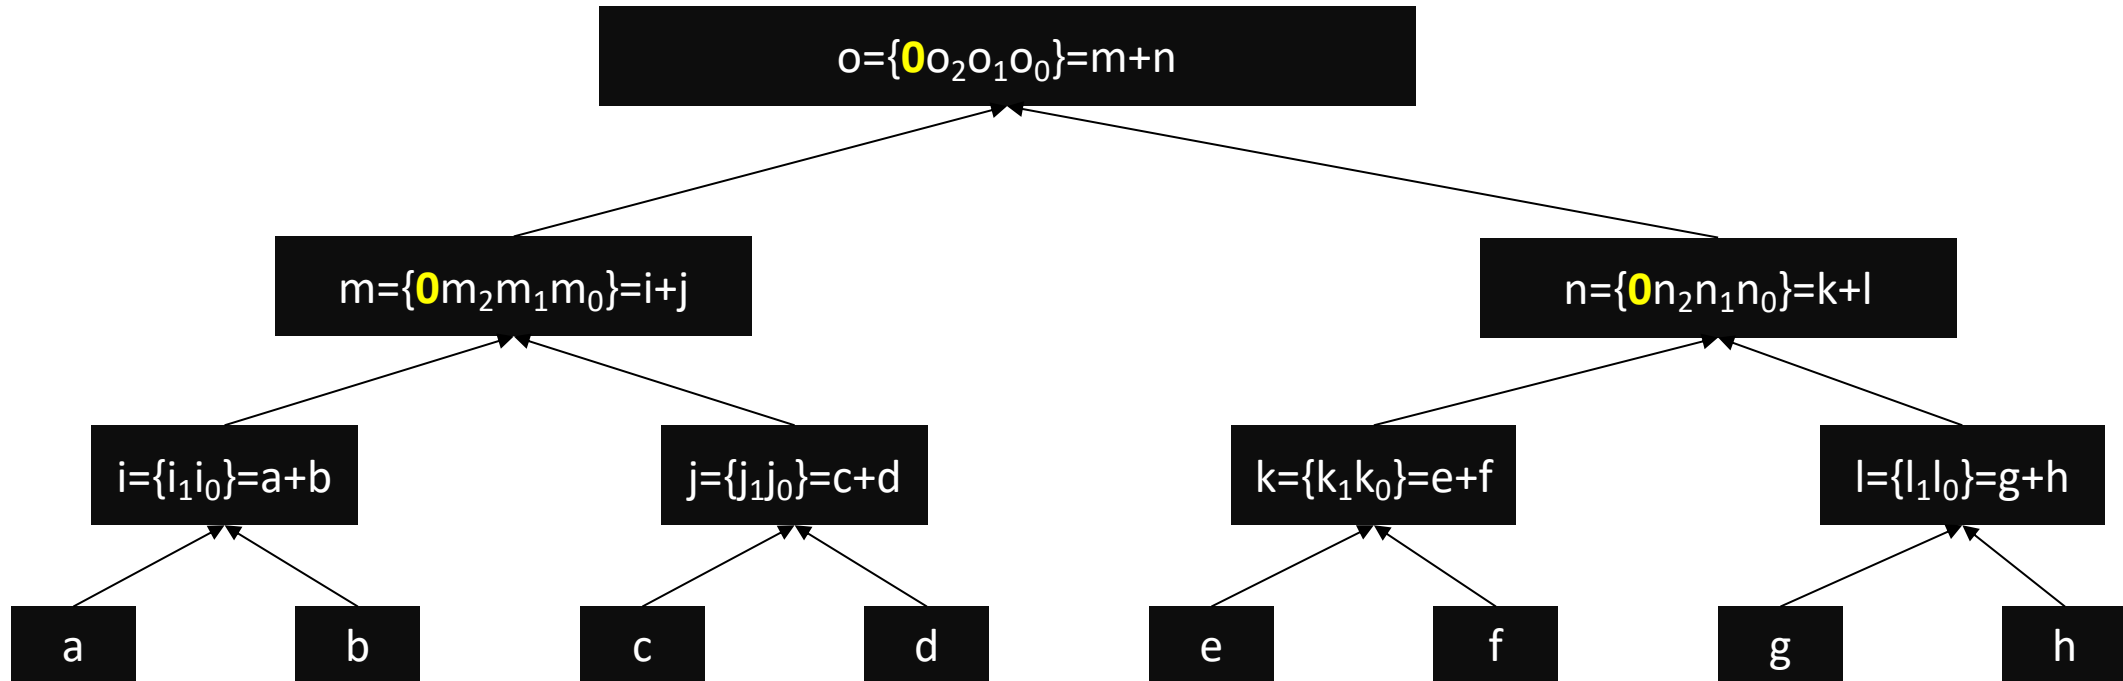 o={0o₂o₁o₀}=m+n
m={0m₂m₁m₀}=i+j
n={0n₂n₁n₀}=k+l
i={i₁i₀}=a+b
j={j₁j₀}=c+d
k={k₁k₀}=e+f
l={l₁l₀}=g+h
a
b
c
d
e
f
g
h